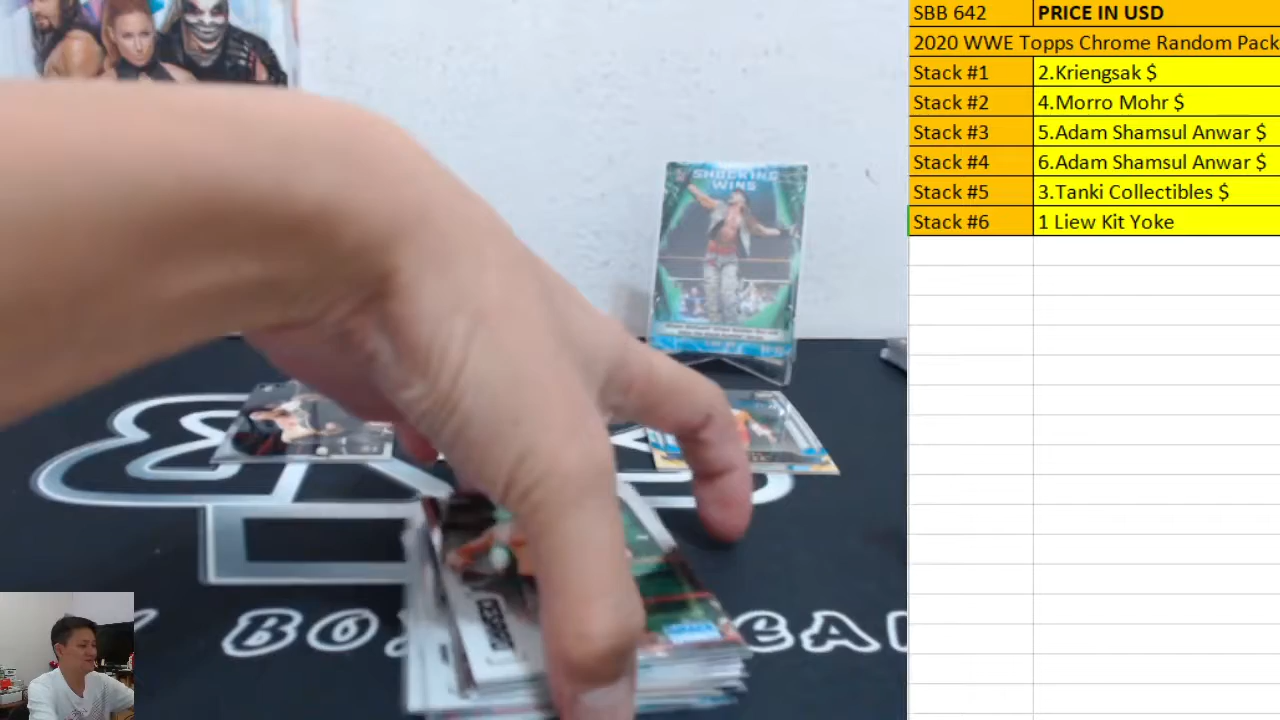 SBB 642 PRICE IN USD
2020 WWE Topps Chrome Random Pack
Stack #1 2.Kriengsak $
Stack #2 4.Morro Mohr $
Stack #3 5.Adam Shamsul Anwar $
Stack #4 6.Adam Shamsul Anwar $
Stack #5 3.Tanki Collectibles $
Stack #6 1 Liew Kit Yoke
SHOCKING
WINS
CESARO